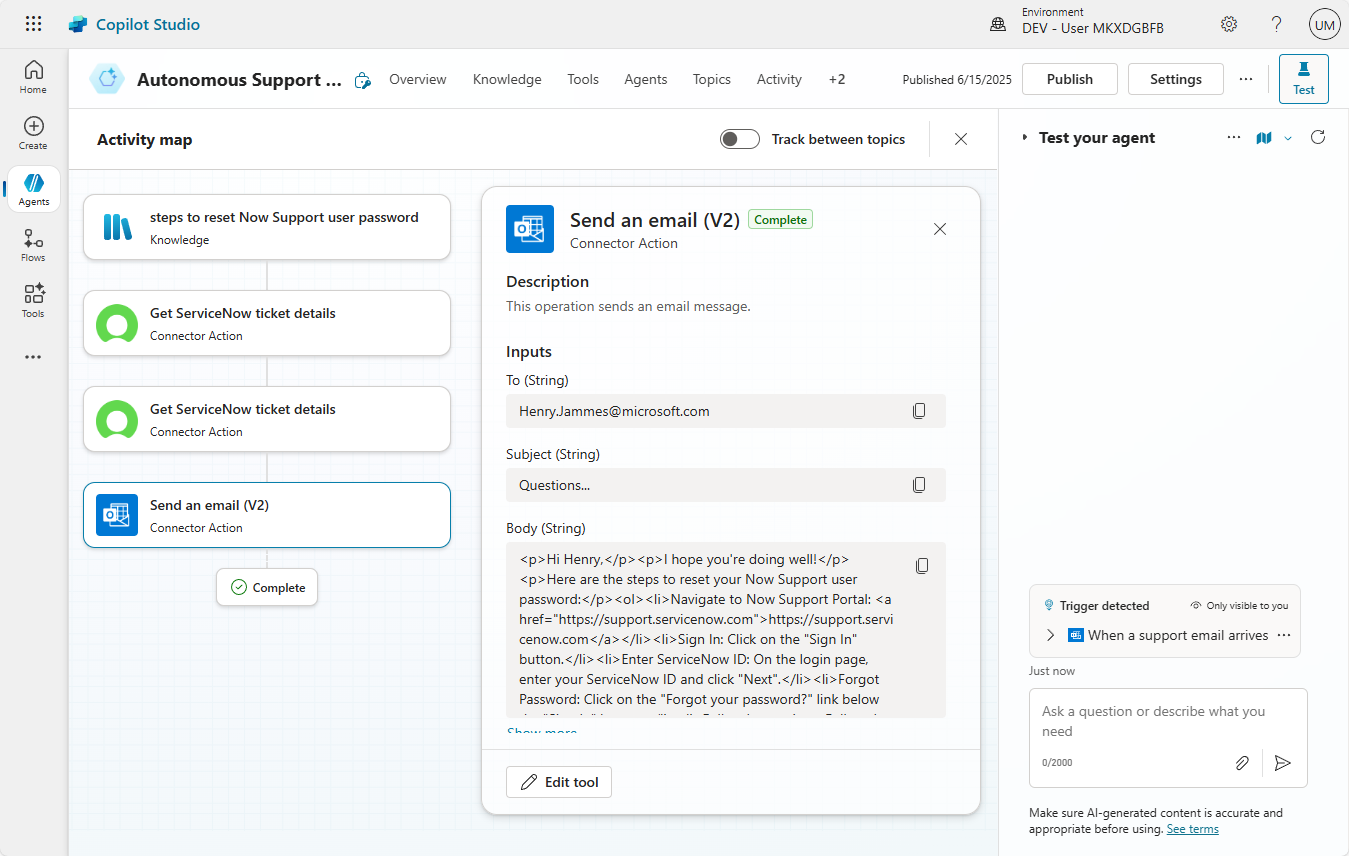 Copilot Studio
Environment
DEV - User MKXDGBFB
UM
Home
Create
Agents
Flows
Tools
Autonomous Support ...
Overview
Knowledge
Tools
Agents
Topics
Activity
+2
Published 6/15/2025
Publish
Settings
Test
Activity map
Track between topics
steps to reset Now Support user password
Knowledge
Get ServiceNow ticket details
Connector Action
Get ServiceNow ticket details
Connector Action
Send an email (V2)
Connector Action
Complete
Send an email (V2)
Complete
Connector Action
Description
This operation sends an email message.
Inputs
To (String)
Henry.Jammes@microsoft.com
Subject (String)
Questions...
Body (String)
<p>Hi Henry,</p><p>I hope you're doing well!</p>
<p>Here are the steps to reset your Now Support user
password:</p><ol><li>Navigate to Now Support Portal: <a
href="https://support.servicenow.com">https://support.servi
cenow.com</a></li><li>Sign In: Click on the "Sign In"
button.</li><li>Enter ServiceNow ID: On the login page,
enter your ServiceNow ID and click "Next".</li><li>Forgot
Password: Click on the "Forgot your password?" link below
Show more
Edit tool
Test your agent
Trigger detected
Only visible to you
When a support email arrives
Just now
Ask a question or describe what you
need
0/2000
Make sure AI-generated content is accurate and
appropriate before using. See terms